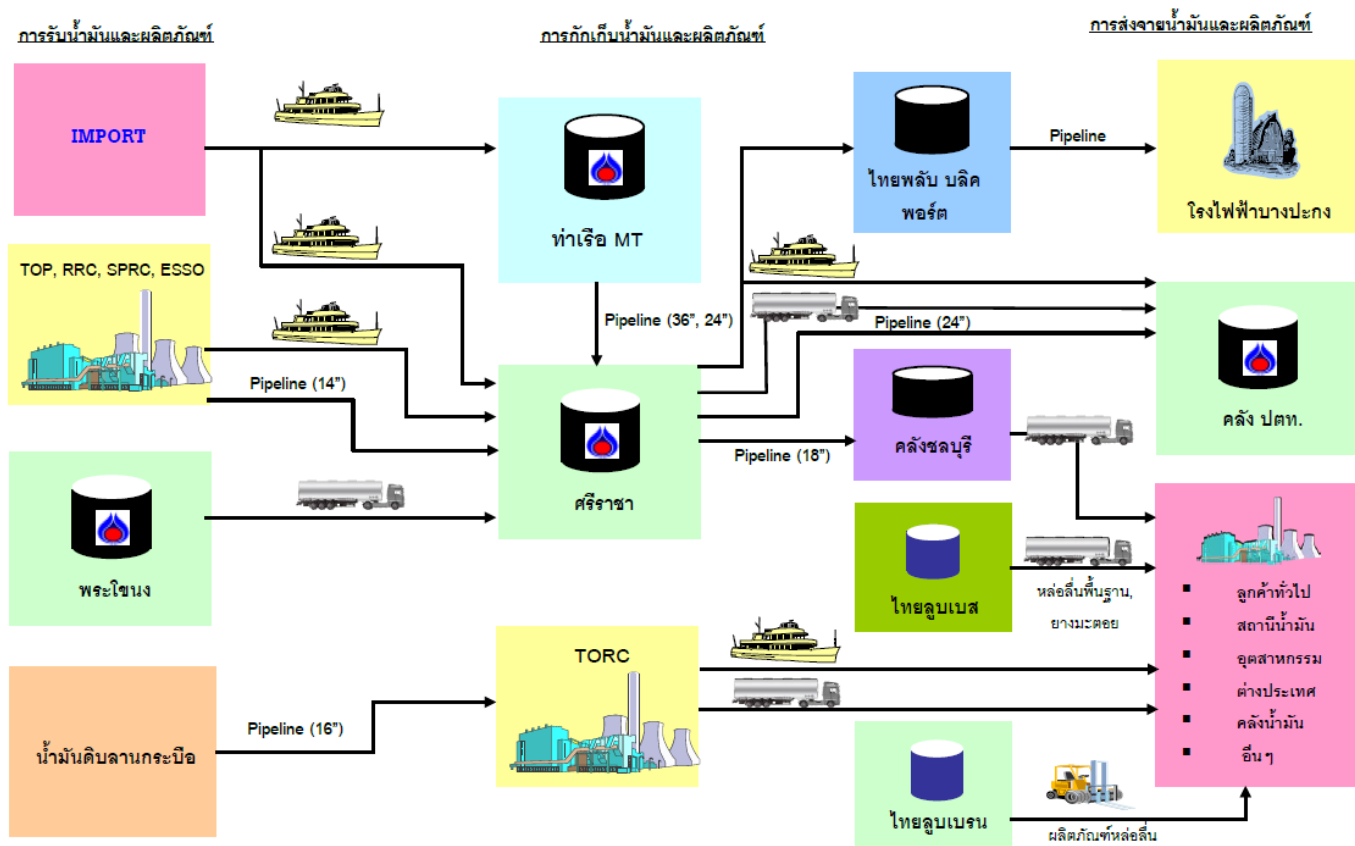 การรับน้ำมันและผลิตภัณฑ์
การกักเก็บน้ำมันและผลิตภัณฑ์
การส่งจายน้ำมันและผลิตภัณฑ์
IMPORT
ท่าเรือ MT
ไทยพลับ บลิค
พอร์ต
Pipeline
โรงไฟฟ้าบางปะกง
TOP, RRC, SPRC, ESSO
Pipeline (14”)
Pipeline (36”, 24”)
Pipeline (24”)
คลัง ปตท.
ศรีราชา
Pipeline (18”)
คลังชลบุรี
พระโขนง
ไทยลูบเบส
หล่อลื่นพื้นฐาน,
ยางมะตอย
น้ำมันดิบลานกระบือ
Pipeline (16”)
TORC
▪ ลูกค้าทั่วไป
▪ สถานีน้ำมัน
▪ อุตสาหกรรม
▪ ต่างประเทศ
▪ คลังน้ำมัน
▪ อื่นๆ
ไทยลูบเบรน
ผลิตภัณฑ์หล่อลื่น